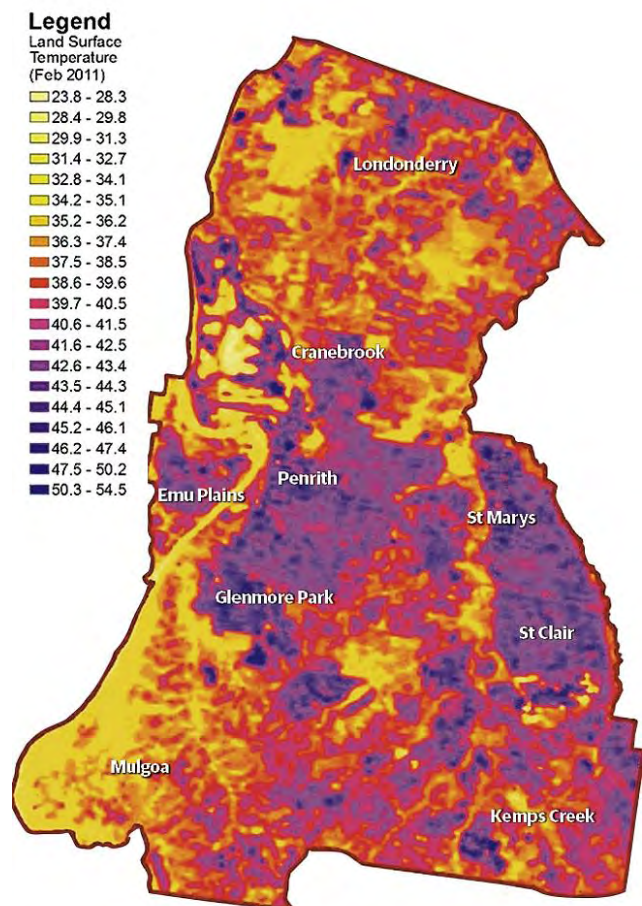 Legend
Land Surface
Temperature
(Feb 2011)
23.8 - 28.3
28.4 - 29.8
29.9 - 31.3
31.4 - 32.7
32.8 - 34.1
34.2 - 35.1
35.2 - 36.2
36.3 - 37.4
37.5 - 38.5
38.6 - 39.6
39.7 - 40.5
40.6 - 41.5
41.6 - 42.5
42.6 - 43.4
43.5 - 44.3
44.4 - 45.1
45.2 - 46.1
46.2 - 47.4
47.5 - 50.2
50.3 - 54.5
Londonderry
Cranebrook
Penrith
Emu Plains
St Marys
Glenmore Park
St Clair
Mulgoa
Kemps Creek